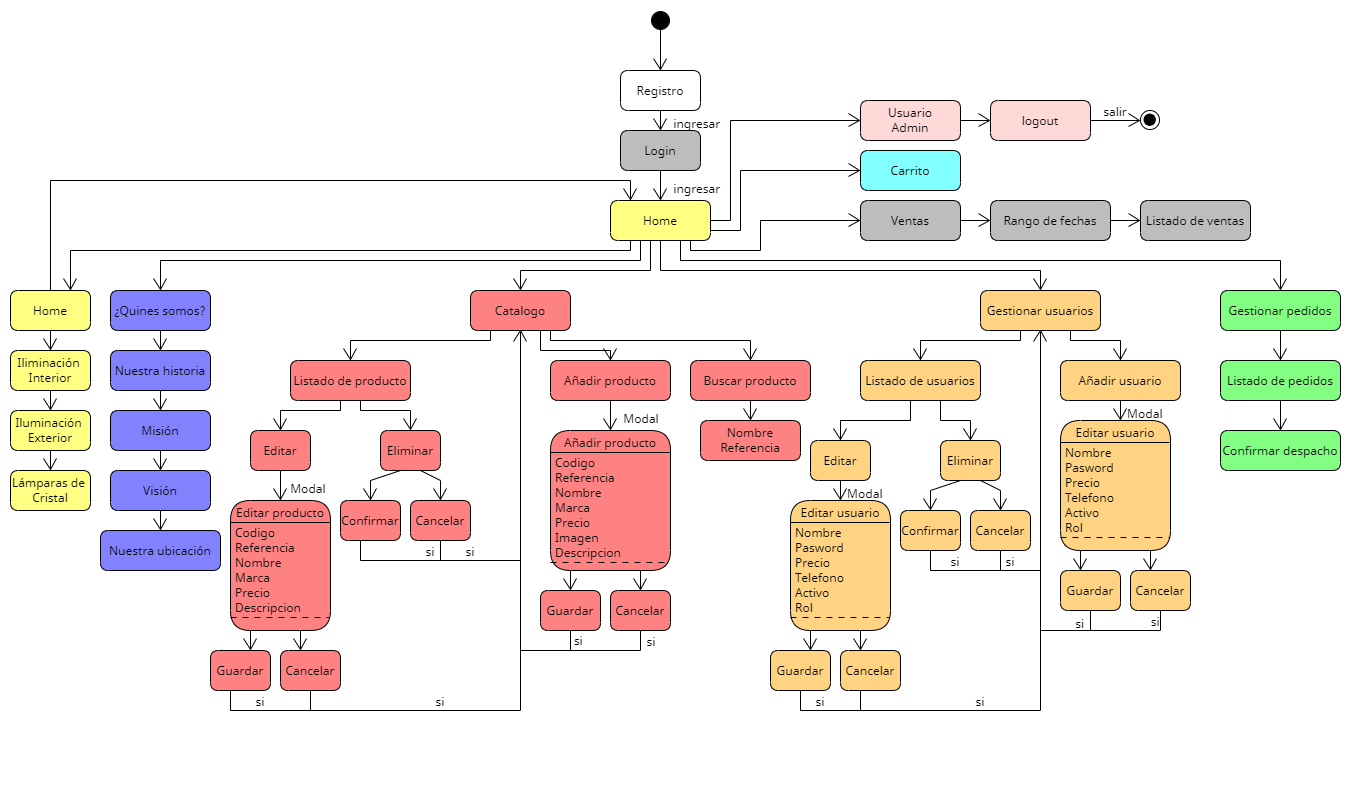 Registro
ingresar
Login
ingresar
Home
Usuario
Admin
logout
salir
Carrito
Ventas
Rango de fechas
Listado de ventas
Home
Iliminación
Interior
Iluminación
Exterior
Lámparas de
Cristal
¿Quines somos?
Nuestra historia
Misión
Visión
Nuestra ubicación
Catalogo
Listado de producto
Editar
Modal
Editar producto
Codigo
Referencia
Nombre
Marca
Precio
Descripcion
Guardar
Cancelar
si
si
Eliminar
Confirmar
Cancelar
si
si
Añadir producto
Modal
Añadir producto
Codigo
Referencia
Nombre
Marca
Precio
Imagen
Descripcion
Guardar
Cancelar
si
si
Buscar producto
Nombre
Referencia
Gestionar usuarios
Listado de usuarios
Editar
Modal
Editar usuario
Nombre
Pasword
Precio
Telefono
Activo
Rol
Guardar
Cancelar
si
si
Eliminar
Confirmar
Cancelar
si
si
Añadir usuario
Modal
Editar usuario
Nombre
Pasword
Precio
Telefono
Activo
Rol
Guardar
Cancelar
si
si
Gestionar pedidos
Listado de pedidos
Confirmar despacho